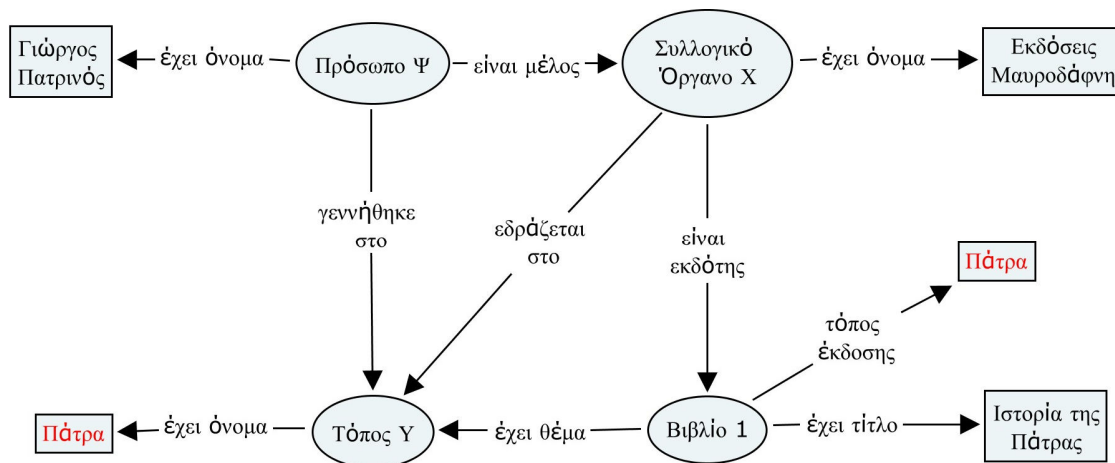 Γιώργος
Πατρινός
έχει όνομα
Πρόσωπο Ψ
είναι μέλος
Συλλογικό
Όργανο Χ
έχει όνομα
Εκδόσεις
Μαυροδάφνη
γεννήθηκε
στο
εδράζεται
στο
είναι
εκδότης
Πάτρα
τόπος
έκδοσης
Πάτρα
έχει όνομα
Τόπος Υ
έχει θέμα
Βιβλίο 1
έχει τίτλο
Ιστορία της
Πάτρας